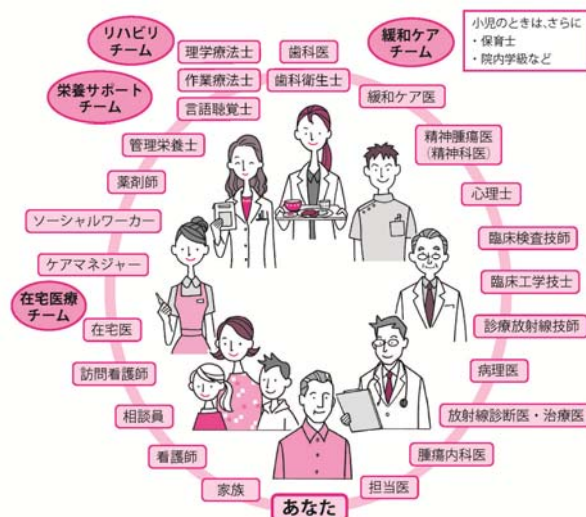 リハビリ
チーム
理学療法士
歯科医
緩和ケア
チーム
小児のときは、さらに
・保育士
・院内学級など
栄養サポート
チーム
作業療法士
歯科衛生士
緩和ケア医
言語聴覚士
管理栄養士
精神腫瘍医
(精神科医)
薬剤師
心理士
ソーシャルワーカー
臨床検査技師
ケアマネジャー
臨床工学技士
在宅医療
チーム
在宅医
診療放射線技師
訪問看護師
病理医
相談員
放射線診断医・治療医
看護師
腫瘍内科医
家族
担当医
あなた